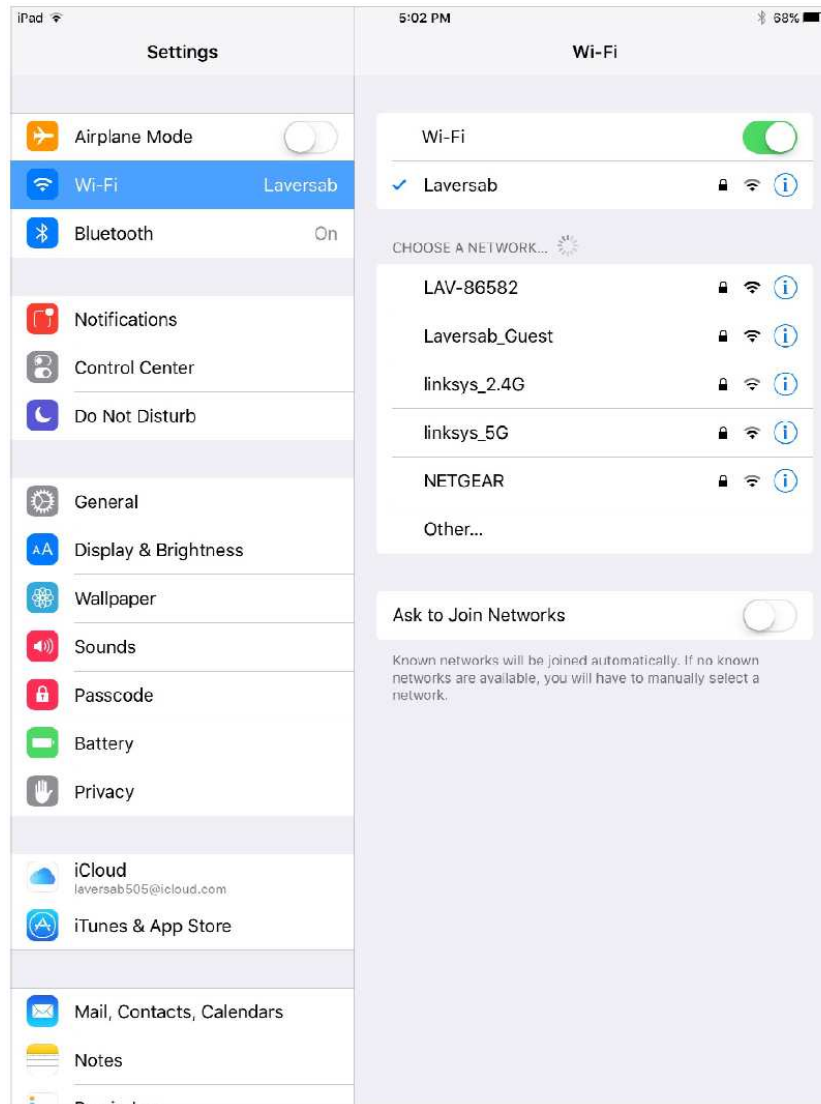 iPad
5:02 PM
68%
Settings
Wi-Fi
Airplane Mode
Wi-Fi Laversab
Bluetooth On
Notifications
Control Center
Do Not Disturb
General
AA Display & Brightness
Wallpaper
Sounds
Passcode
Battery
Privacy
iCloud
laversab505@icloud.com
iTunes & App Store
Mail, Contacts, Calendars
Notes
Wi-Fi
Laversab
CHOOSE A NETWORK...
LAV-86582
Laversab_Guest
linksys_2.4G
linksys_5G
NETGEAR
Other...
Ask to Join Networks
Known networks will be joined automatically. If no known
networks are available, you will have to manually select a
network.